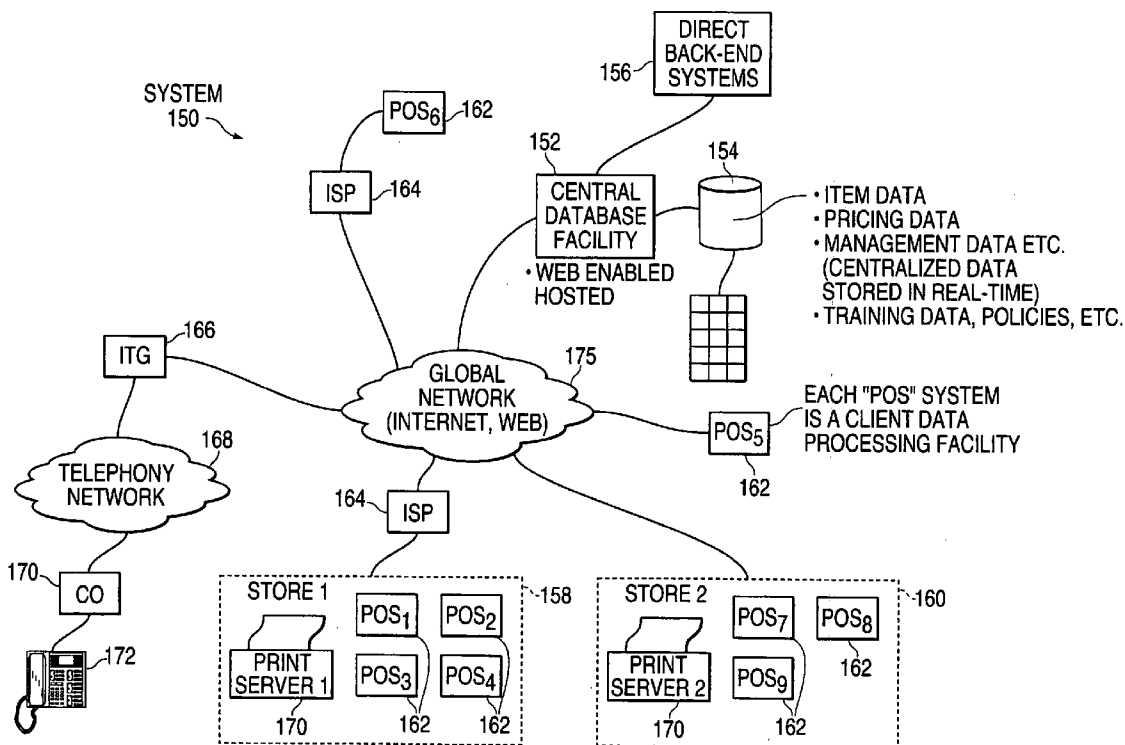 DIRECT
BACK-END
SYSTEMS
156
SYSTEM
150
POS6
162
ISP
164
152
CENTRAL
DATABASE
FACILITY
• WEB ENABLED
HOSTED
154
• ITEM DATA
• PRICING DATA
• MANAGEMENT DATA ETC.
(CENTRALIZED DATA
STORED IN REAL-TIME)
• TRAINING DATA, POLICIES, ETC.
166
ITG
175
GLOBAL
NETWORK
(INTERNET, WEB)
POS5
162
EACH "POS" SYSTEM
IS A CLIENT DATA
PROCESSING FACILITY
168
TELEPHONY
NETWORK
164
ISP
170
CO
172
STORE 1
158
POS1
POS2
PRINT
SERVER 1
POS3
POS4
170
162
162
STORE 2
160
POS7
POS8
162
PRINT
SERVER 2
POS9
170
162